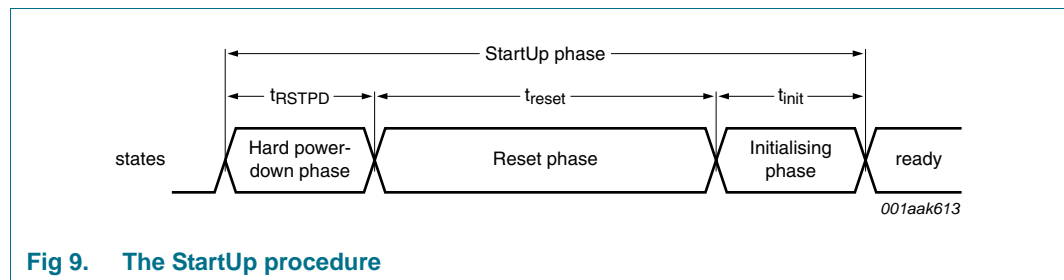 StartUp phase
tRSTPD
treset
tinit
states
Hard power-
down phase
Reset phase
Initialising
phase
ready
001aak613
Fig 9. The StartUp procedure